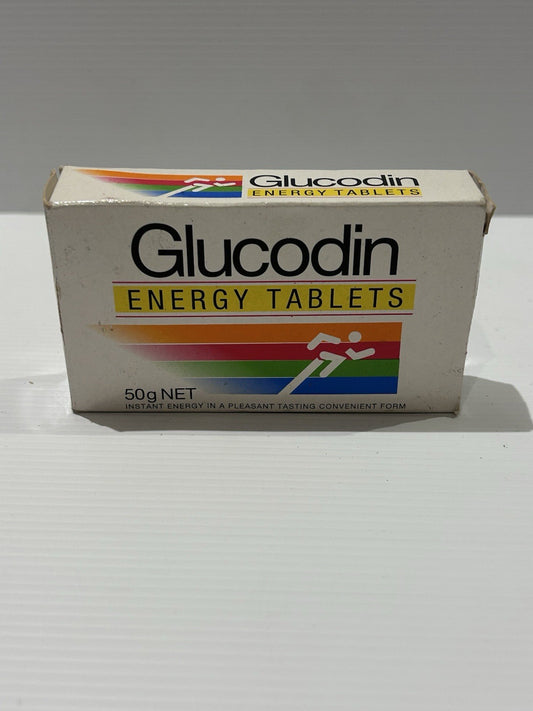 Glucodin
ENERGY TABLETS
Glucodin
ENERGY TABLETS
50g NET
INSTANT ENERGY IN A PLEASANT TASTING CONVENIENT FORM